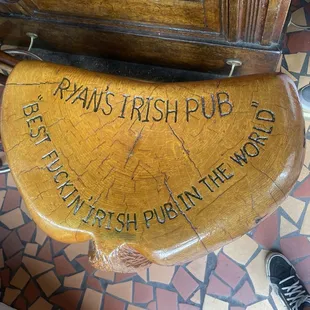 RYAN'S IRISH PUB
"BEST FUCKIN' IRISH PUB IN THE WORLD"